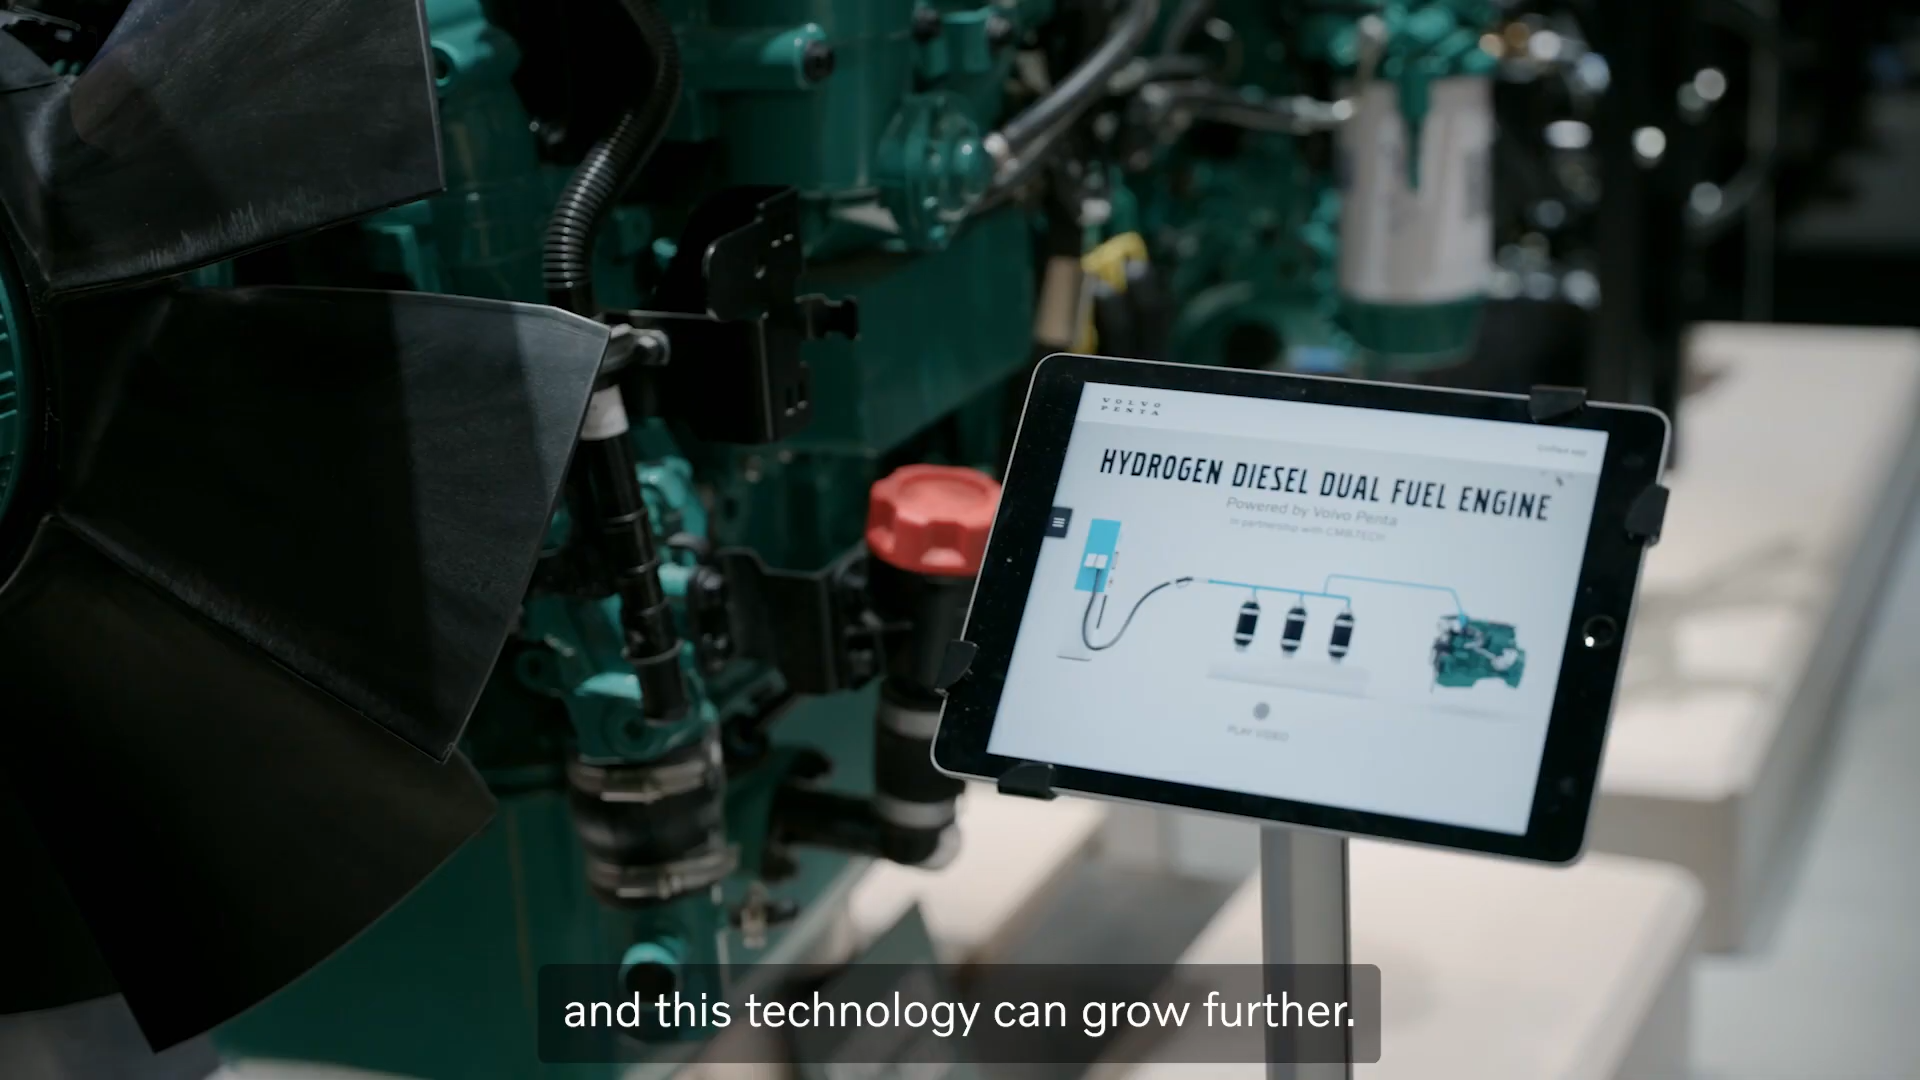 VOLVO
PENTA
HYDROGEN DIESEL DUAL FUEL ENGINE
Powered by Volvo Penta
In partnership with CMB.TECH
PLAY VIDEO
and this technology can grow further.